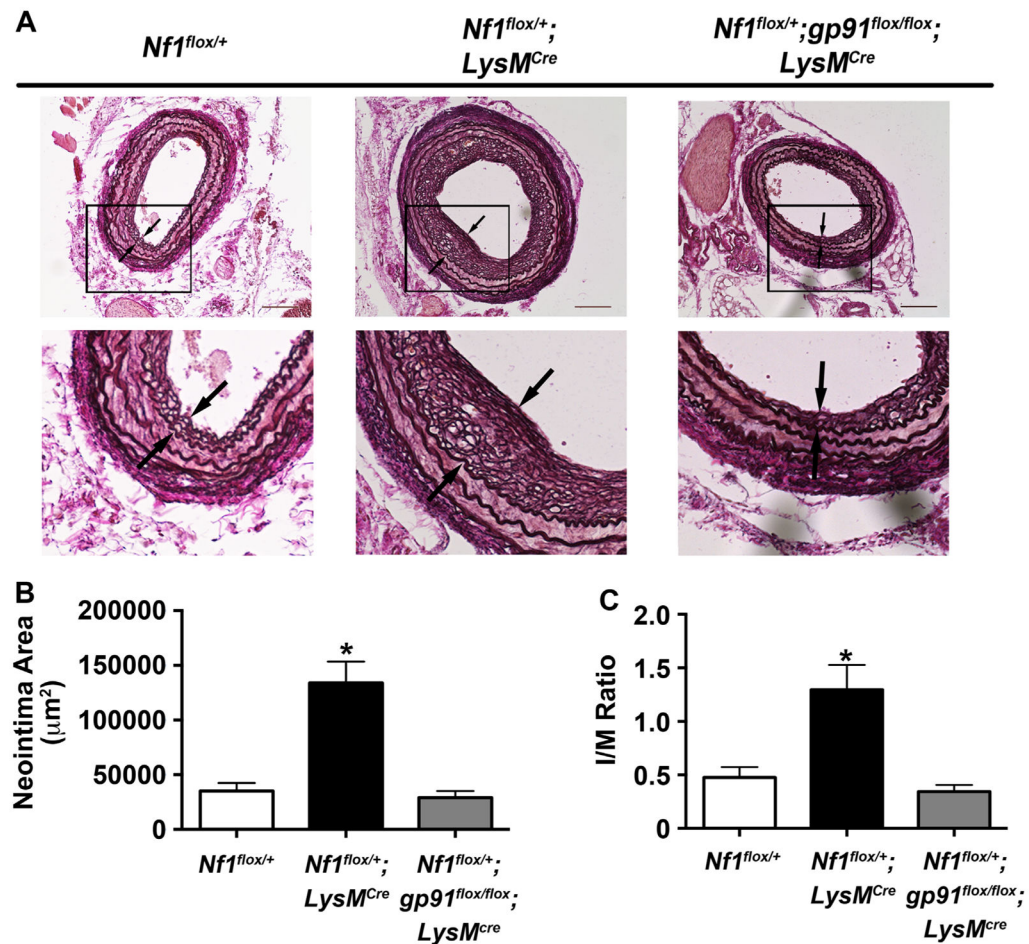 A
Nf1flox/+
Nf1flox/+;
LysMCre
Nf1flox/+;gp91flox/flox;
LysMCre
B
Neointima Area
(μm2)
200000
150000
100000
50000
0
*
Nf1flox/+
Nf1flox/+;
LysMCre
Nf1flox/+;
gp91flox/flox;
LysMcre
C
I/M Ratio
2.0
1.5
1.0
0.5
0.0
*
Nf1flox/+
Nf1flox/+;
LysMCre
Nf1flox/+;
gp91flox/flox;
LysMcre